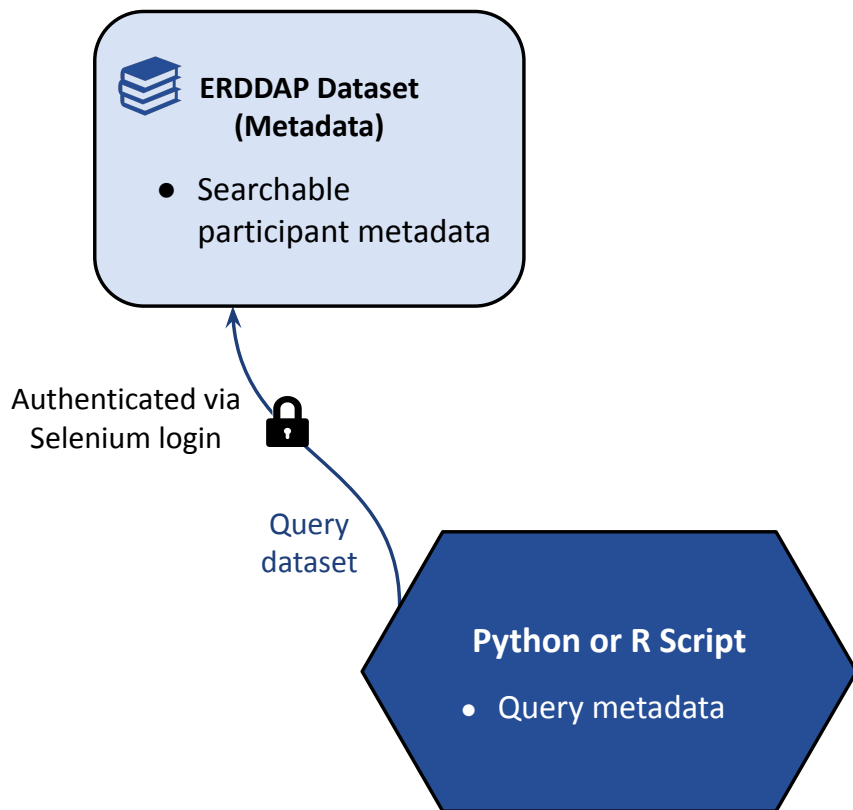 ERDDAP Dataset
(Metadata)
● Searchable
participant metadata
Authenticated via
Selenium login
Query
dataset
Python or R Script
● Query metadata